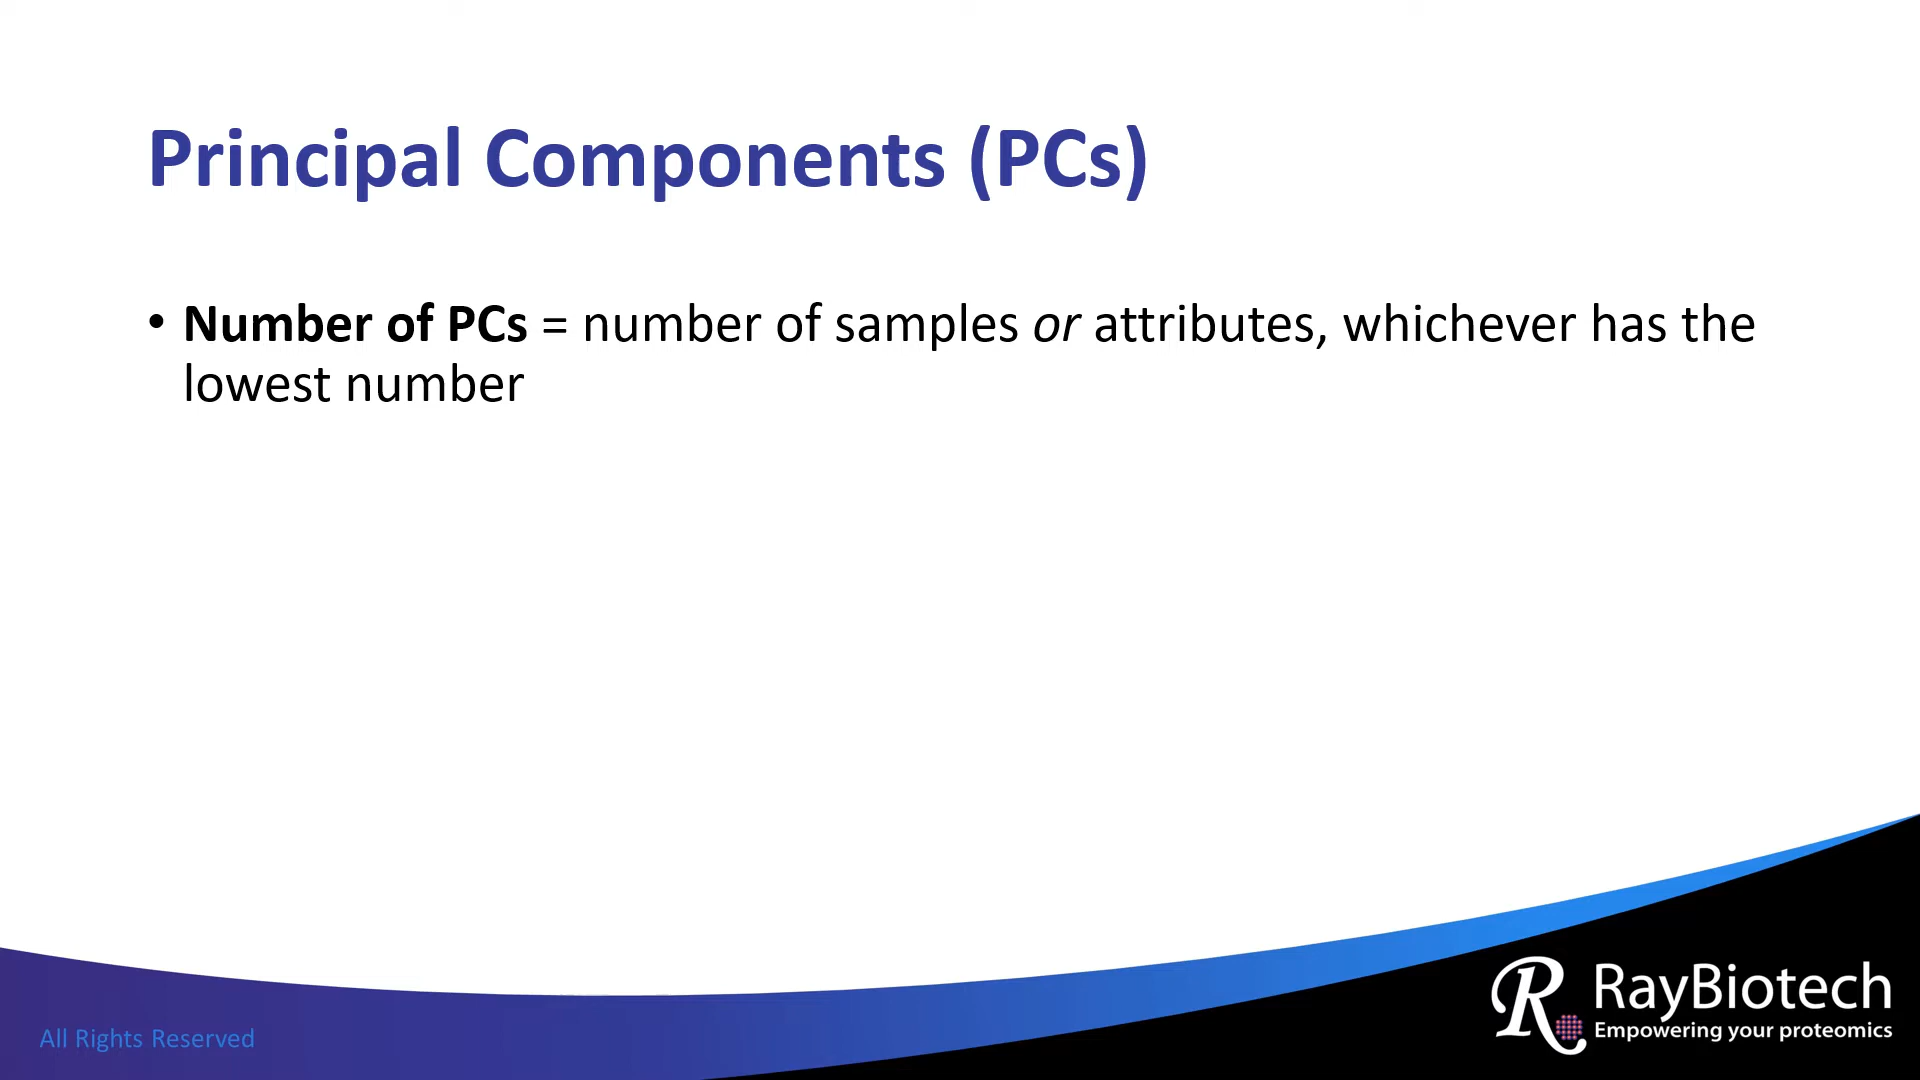 Principal Components (PCs)
• Number of PCs = number of samples or attributes, whichever has the
lowest number
All Rights Reserved
R
RayBiotech
Empowering your proteomics